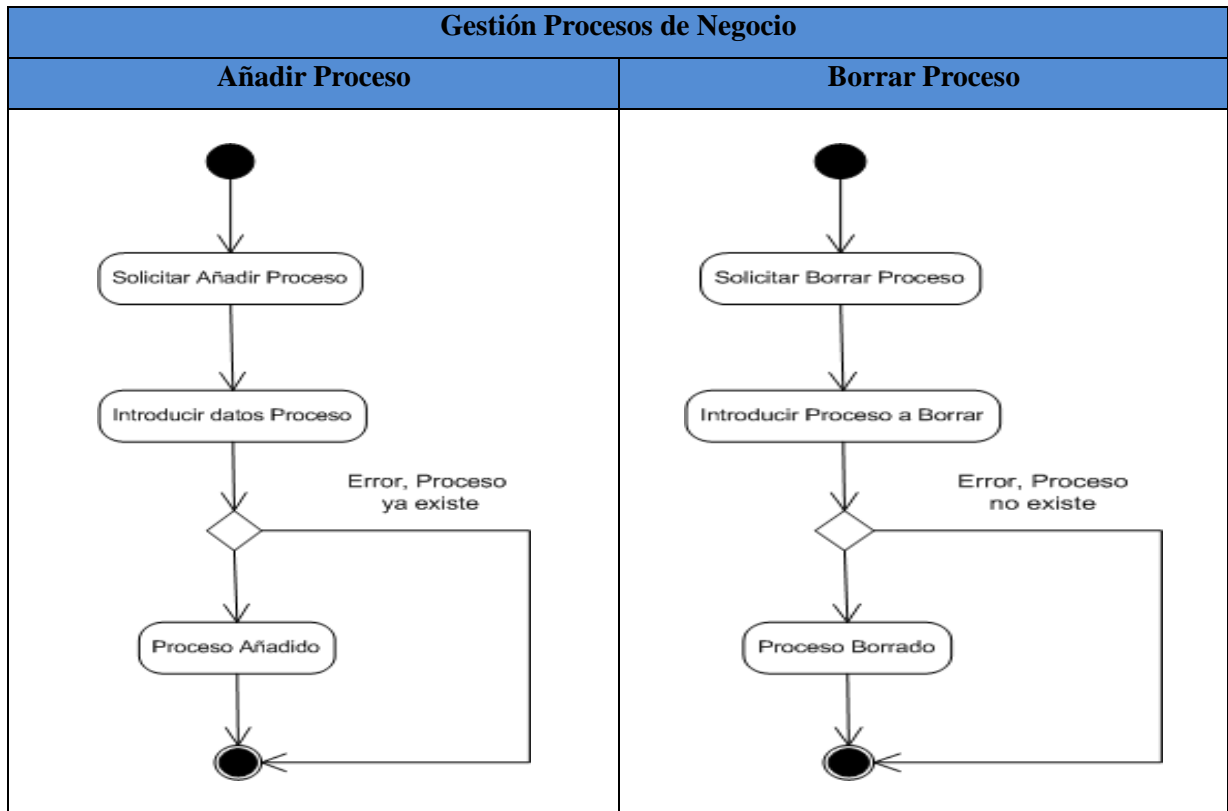 Gestión Procesos de Negocio
Añadir Proceso
Borrar Proceso
Solicitar Añadir Proceso
Introducir datos Proceso
Error, Proceso
ya existe
Proceso Añadido
Solicitar Borrar Proceso
Introducir Proceso a Borrar
Error, Proceso
no existe
Proceso Borrado